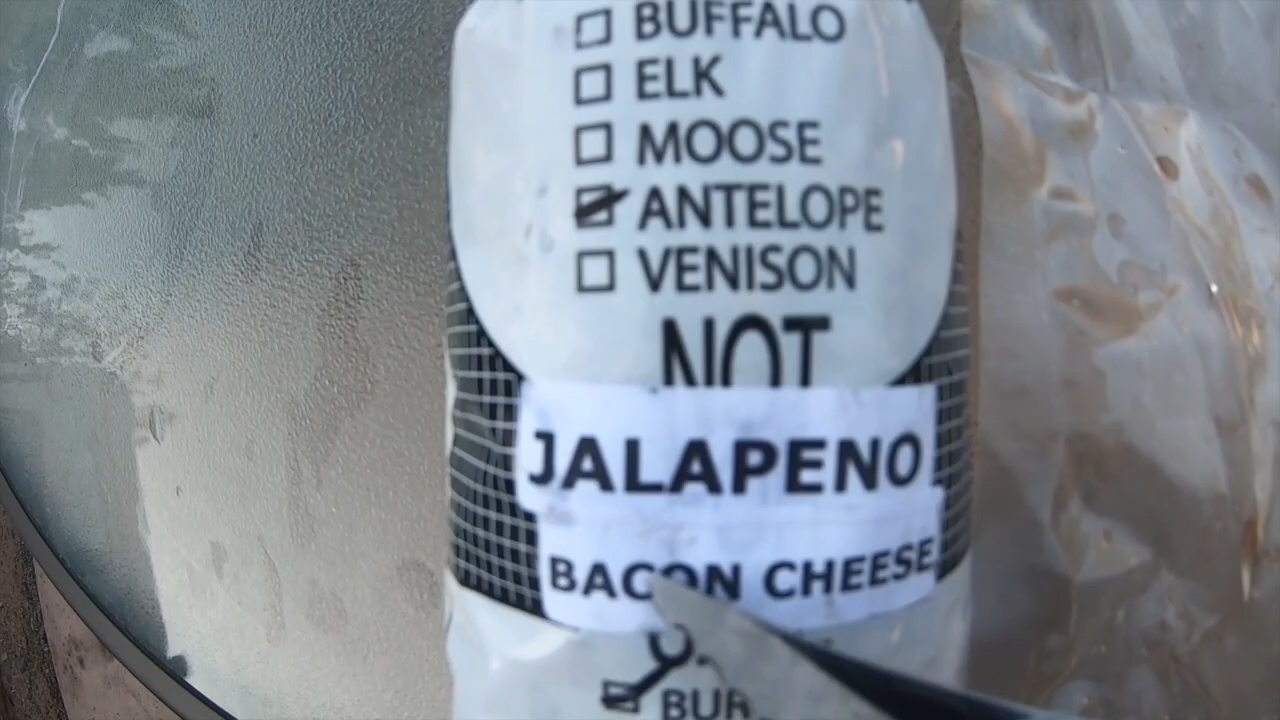 BUFFALO
ELK
MOOSE
ANTELOPE
VENISON
NOT
JALAPENO
BACON CHEESE
BUR